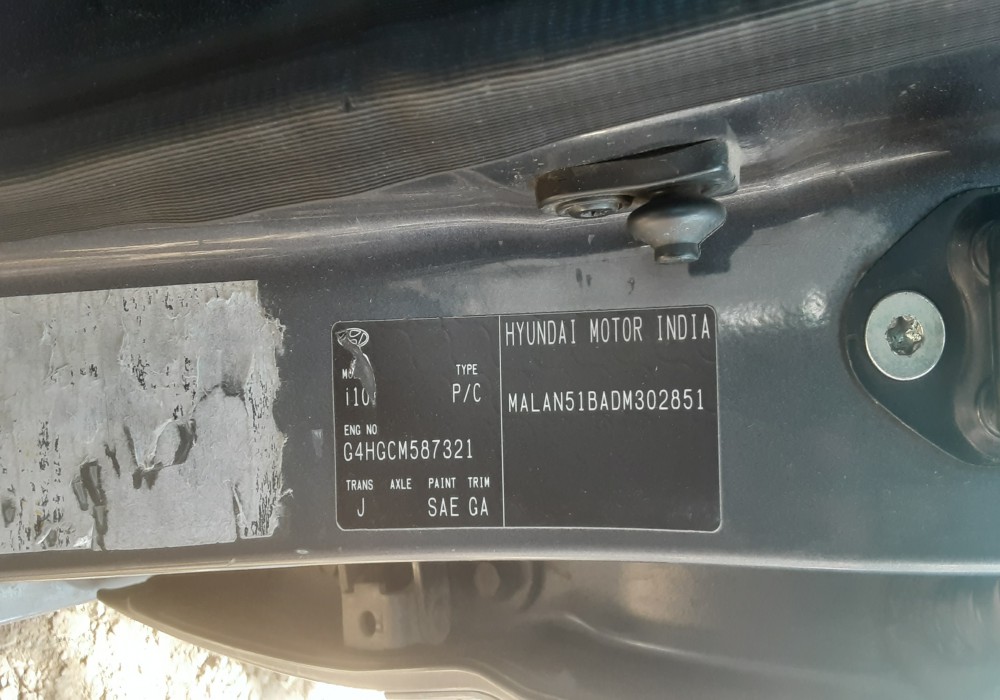 HYUNDAI MOTOR INDIA
TYPE
i10
P/C
MALAN51BADM302851
ENG NO
G4HGCM587321
TRANS AXLE PAINT TRIM
J SAE GA